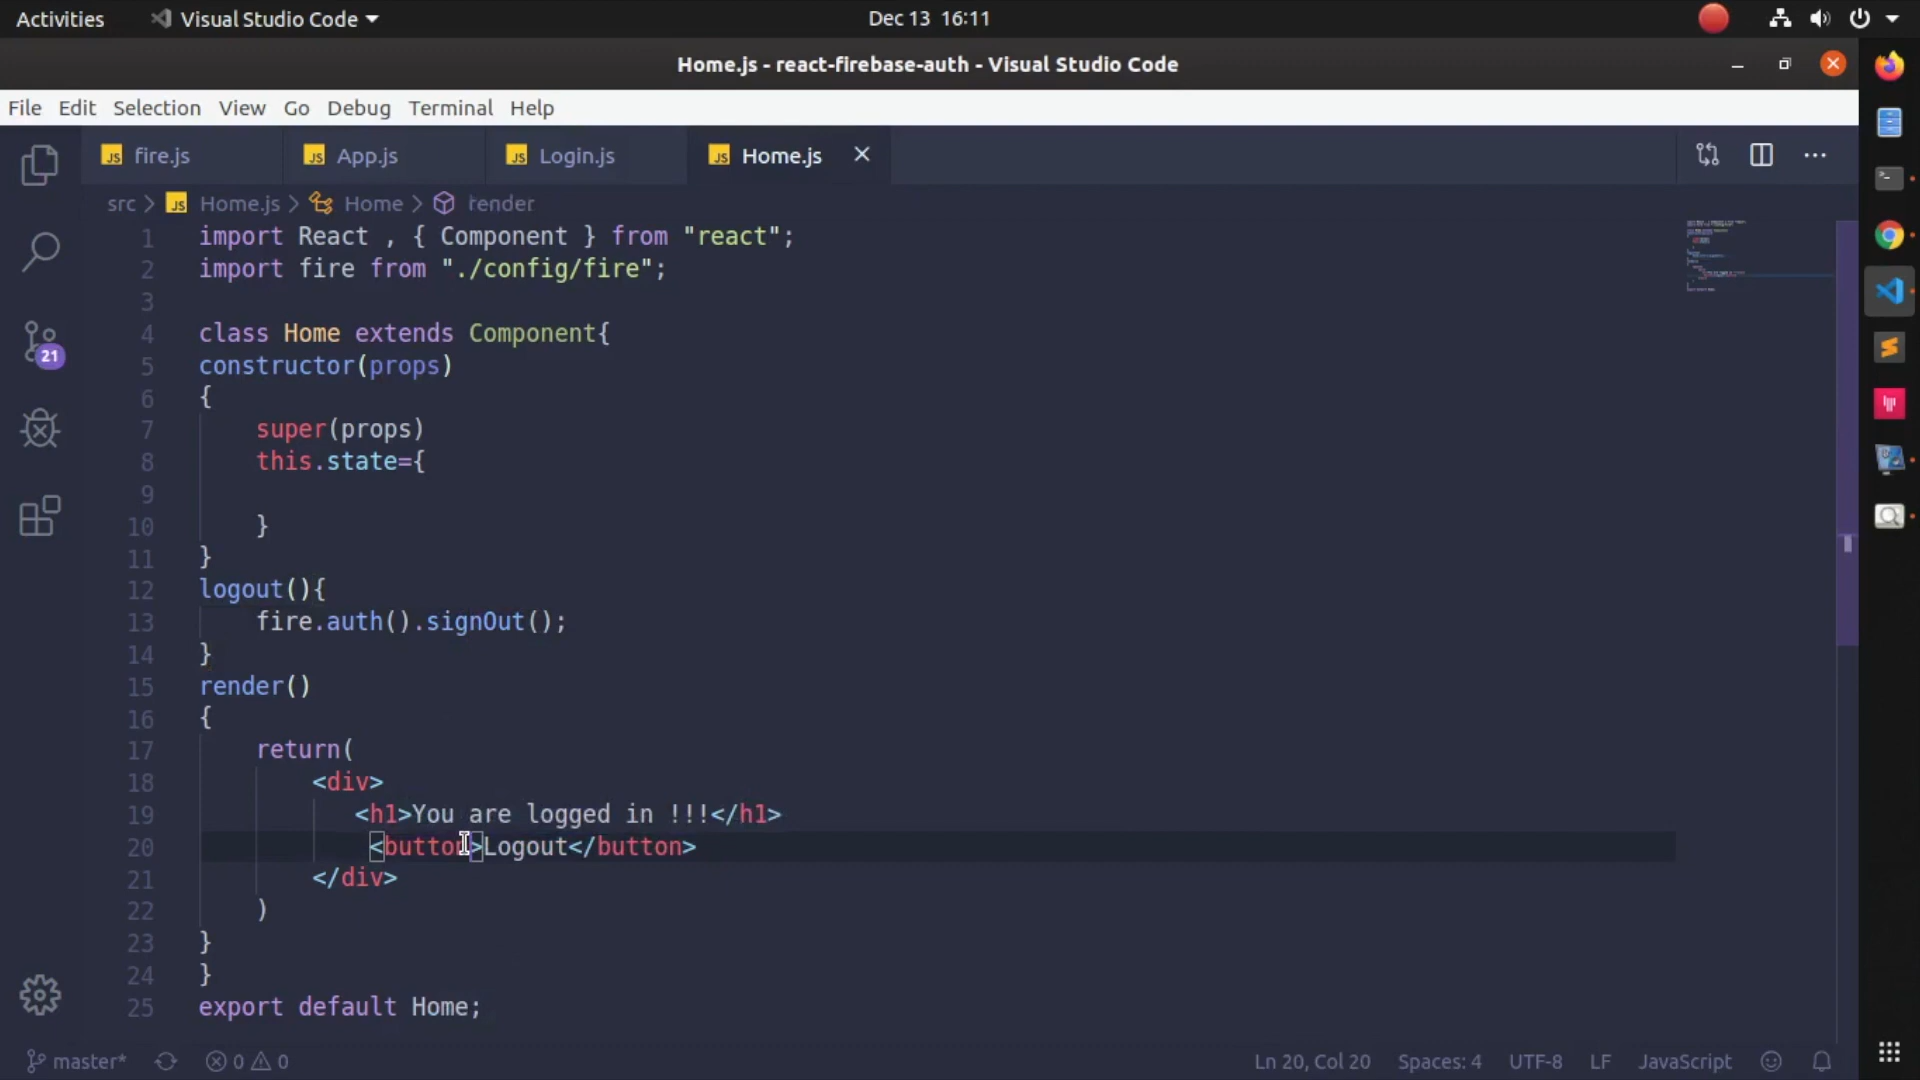 Activities Visual Studio Code Dec 13 16:11
Home.js - react-firebase-auth - Visual Studio Code
File Edit Selection View Go Debug Terminal Help
JS fire.js JS App.js JS Login.js JS Home.js
src > JS Home.js > Home > render
1 import React , { Component } from "react";
2 import fire from "./config/fire";
3
4 class Home extends Component{
5 constructor(props)
6 {
7 super(props)
8 this.state={
9
10 }
11 }
12 logout(){
13 fire.auth().signOut();
14 }
15 render()
16 {
17 return(
18 <div>
19 <h1>You are logged in !!!</h1>
20 <button>Logout</button>
21 </div>
22 )
23 }
24 }
25 export default Home;
21
master* 0 0 Ln 20, Col 20 Spaces: 4 UTF-8 LF JavaScript